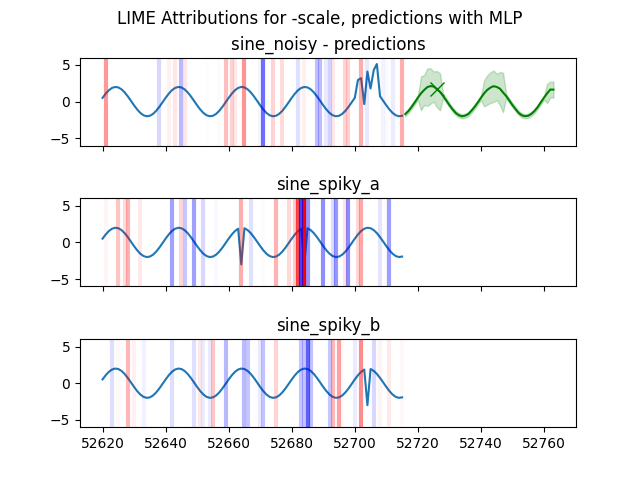 LIME Attributions for -scale, predictions with MLP
sine_noisy - predictions
5
0
−5
sine_spiky_a
5
0
−5
sine_spiky_b
5
0
−5
52620 52640 52660 52680 52700 52720 52740 52760